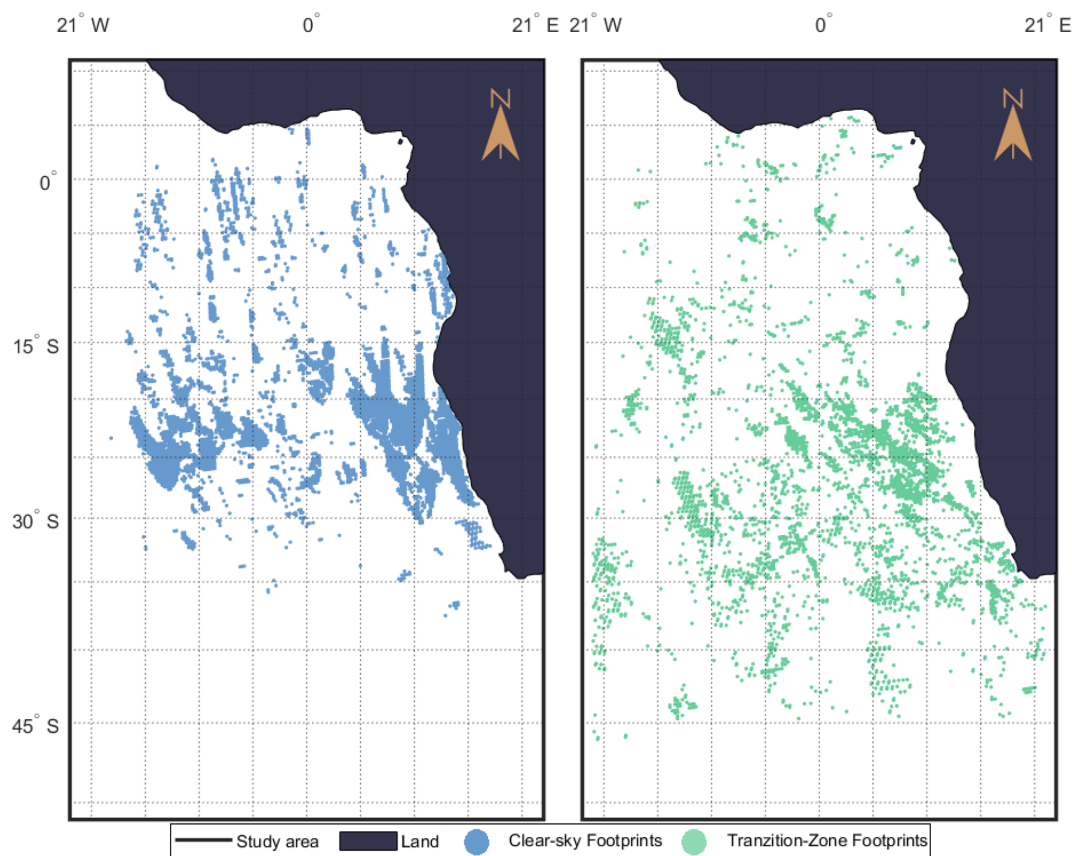 21° W 0° 21° E 21° W 0° 21° E
N N
0°
15° S
30° S
45° S
Study area Land Clear-sky Footprints Tranzition-Zone Footprints